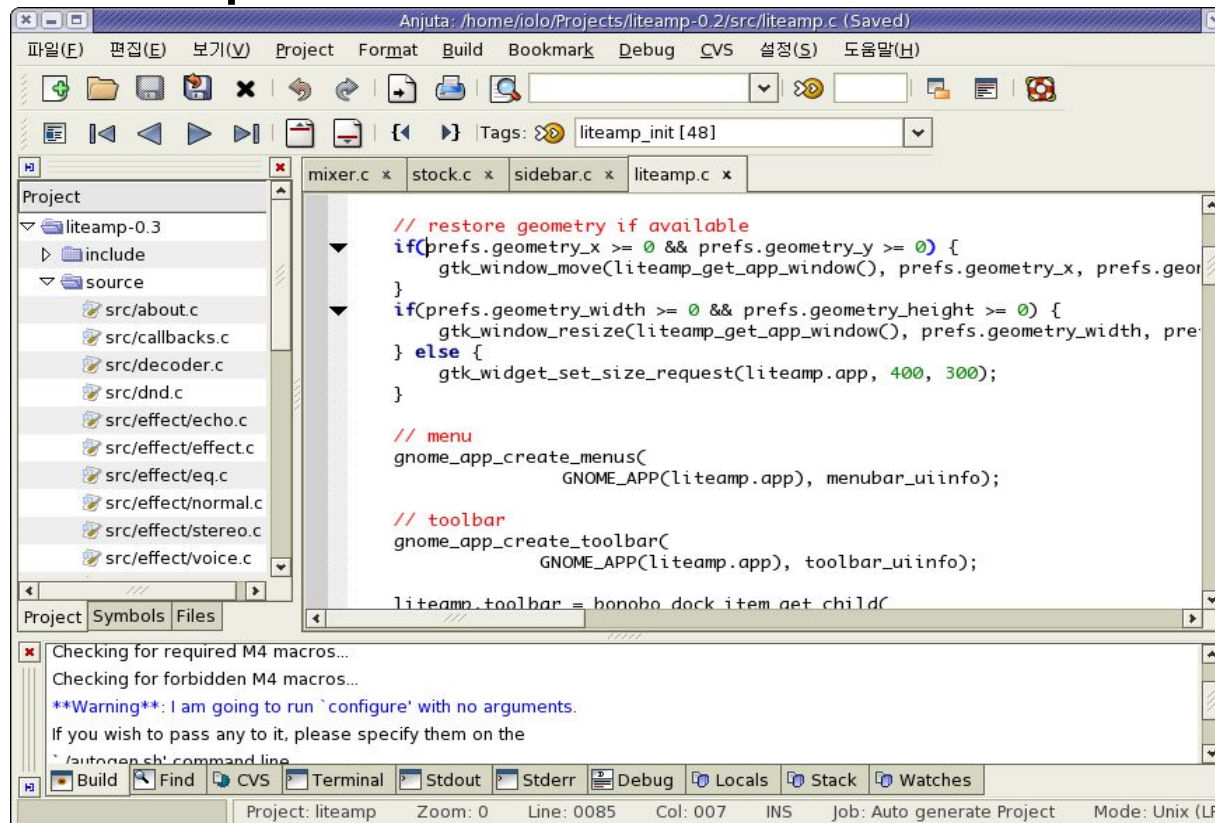 Anjuta: /home/iolo/Projects/liteamp-0.2/src/liteamp.c (Saved)
파일(F) 편집(E) 보기(V) Project Format Build Bookmark Debug CVS 설정(S) 도움말(H)
Tags: liteamp_init [48]
mixer.c stock.c sidebar.c liteamp.c
Project
liteamp-0.3
include
source
src/about.c
src/callbacks.c
src/decoder.c
src/dnd.c
src/effect/echo.c
src/effect/effect.c
src/effect/eq.c
src/effect/normal.c
src/effect/stereo.c
src/effect/voice.c
Project Symbols Files
// restore geometry if available
if(prefs.geometry_x >= 0 && prefs.geometry_y >= 0) {
gtk_window_move(liteamp_get_app_window(), prefs.geometry_x, prefs.geor
}
if(prefs.geometry_width >= 0 && prefs.geometry_height >= 0) {
gtk_window_resize(liteamp_get_app_window(), prefs.geometry_width, pre
} else {
gtk_widget_set_size_request(liteamp.app, 400, 300);
}
// menu
gnome_app_create_menus(
GNOME_APP(liteamp.app), menubar_uiinfo);
// toolbar
gnome_app_create_toolbar(
GNOME_APP(liteamp.app), toolbar_uiinfo);
liteamp.toolbar = bonobo_dock_item_get_child(
Checking for required M4 macros...
Checking for forbidden M4 macros...
**Warning**: I am going to run `configure' with no arguments.
If you wish to pass any to it, please specify them on the
`./autogen.sh' command line.
Build Find CVS Terminal Stdout Stderr Debug Locals Stack Watches
Project: liteamp Zoom: 0 Line: 0085 Col: 007 INS Job: Auto generate Project Mode: Unix (LF